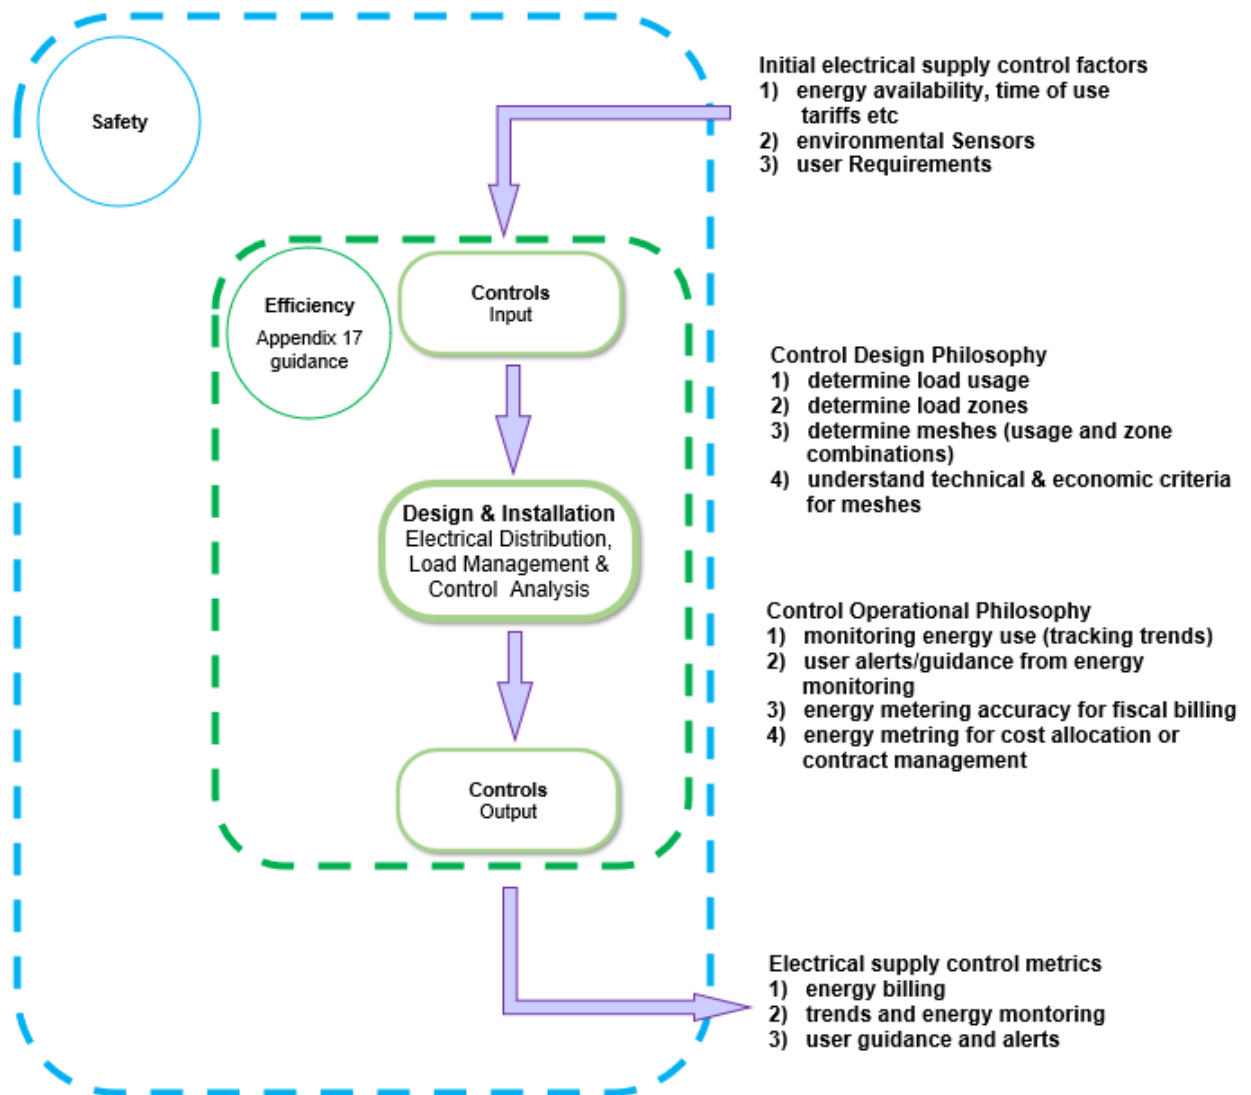 Safety
Initial electrical supply control factors
1) energy availability, time of use
tariffs etc
2) environmental Sensors
3) user Requirements
Efficiency
Appendix 17
guidance
Controls
Input
Control Design Philosophy
1) determine load usage
2) determine load zones
3) determine meshes (usage and zone
combinations)
4) understand technical & economic criteria
for meshes
Design & Installation
Electrical Distribution,
Load Management &
Control Analysis
Control Operational Philosophy
1) monitoring energy use (tracking trends)
2) user alerts/guidance from energy
monitoring
3) energy metering accuracy for fiscal billing
4) energy metring for cost allocation or
contract management
Controls
Output
Electrical supply control metrics
1) energy billing
2) trends and energy montoring
3) user guidance and alerts